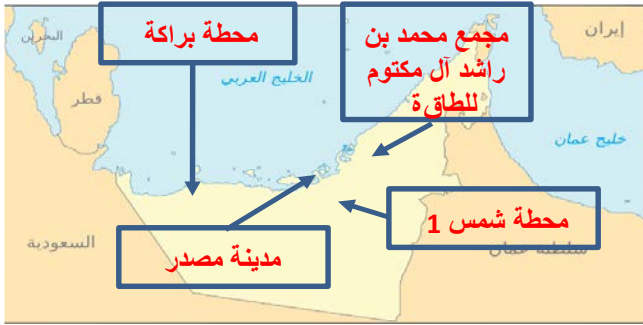 محطة براكة
مجمع محمد بن
راشد آل مكتوم
للطاقة
إيران
البحرين
الخليج العربي
قطر
خليج عمان
محطة شمس 1
السعودية
مدينة مصدر
سلطنة عمان